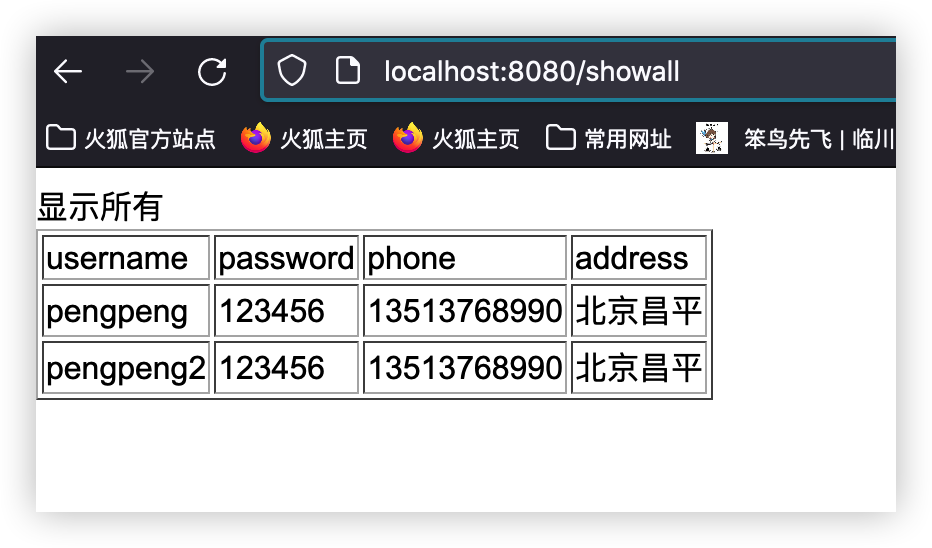 localhost:8080/showall
火狐官方站点 火狐主页 火狐主页 常用网址 笨鸟先飞 | 临川
显示所有
username password phone address
pengpeng 123456 13513768990 北京昌平
pengpeng2 123456 13513768990 北京昌平